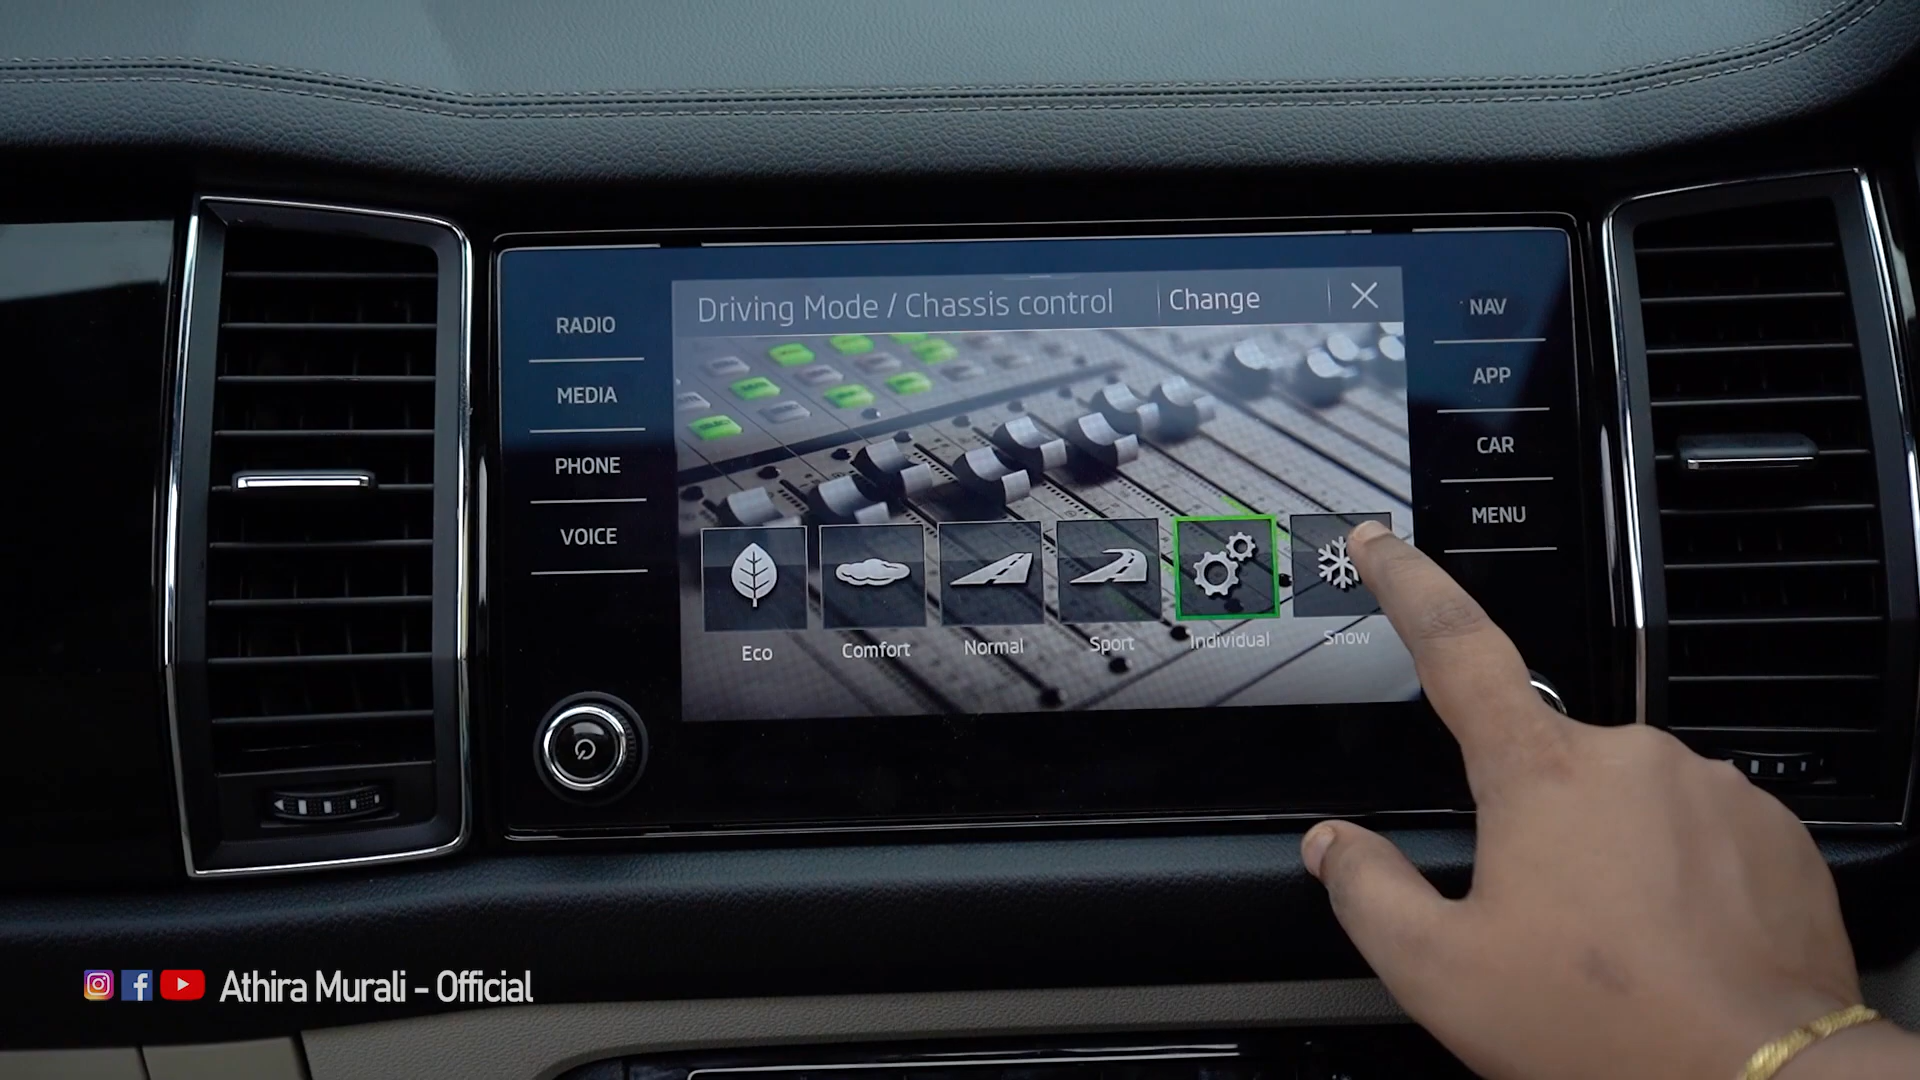 Driving Mode / Chassis control
Change
RADIO
MEDIA
PHONE
VOICE
NAV
APP
CAR
MENU
Eco
Comfort
Normal
Sport
Individual
Snow
Athira Murali - Official